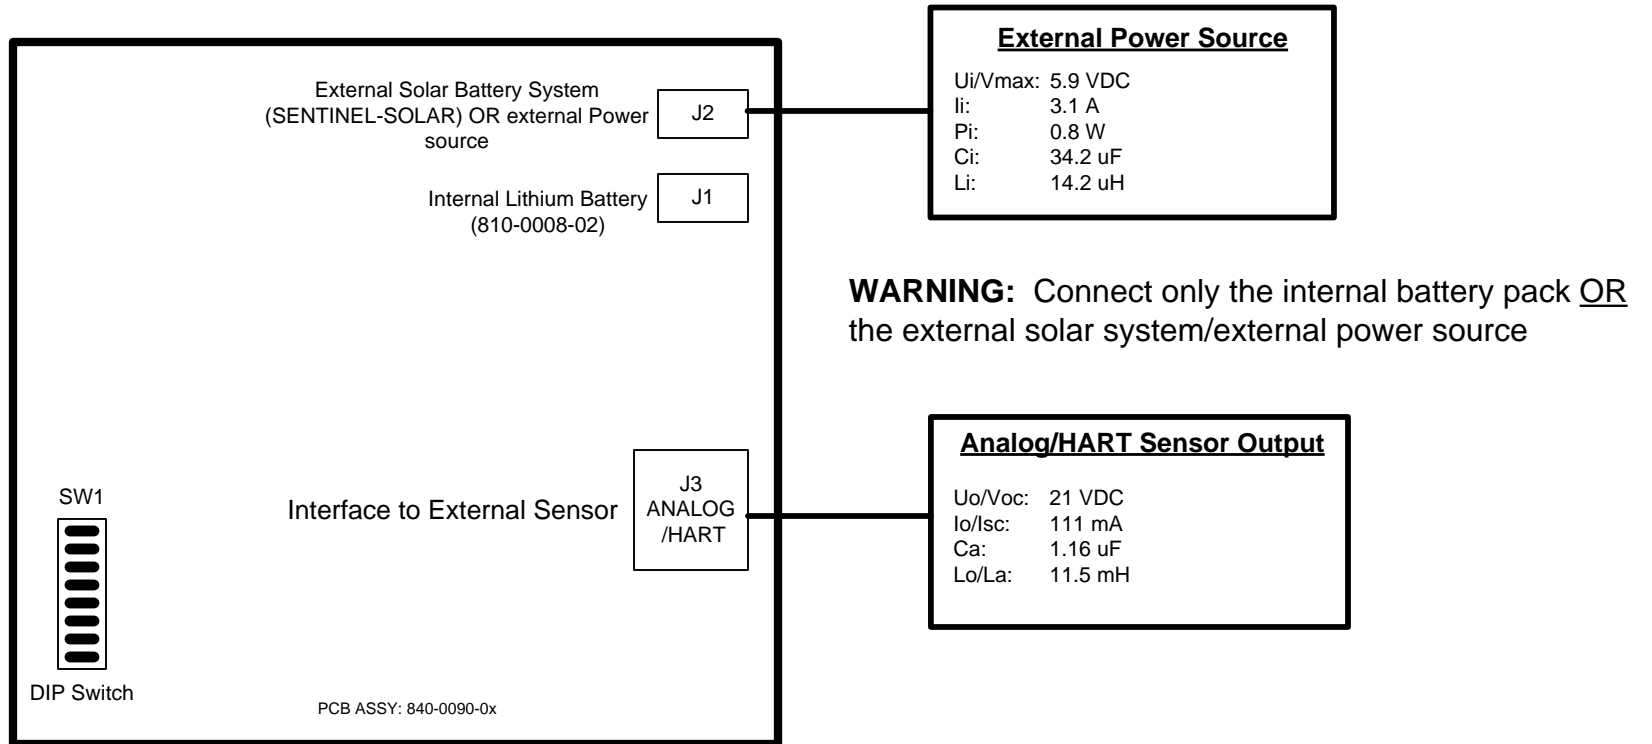 External Power Source
Ui/Vmax: 5.9 VDC
Ii: 3.1 A
Pi: 0.8 W
Ci: 34.2 uF
Li: 14.2 uH
External Solar Battery System
(SENTINEL-SOLAR) OR external Power
source
J2
Internal Lithium Battery
(810-0008-02)
J1
WARNING: Connect only the internal battery pack OR
the external solar system/external power source
Analog/HART Sensor Output
Uo/Voc: 21 VDC
Io/Isc: 111 mA
Ca: 1.16 uF
Lo/La: 11.5 mH
Interface to External Sensor
J3
ANALOG
/HART
SW1
DIP Switch
PCB ASSY: 840-0090-0x